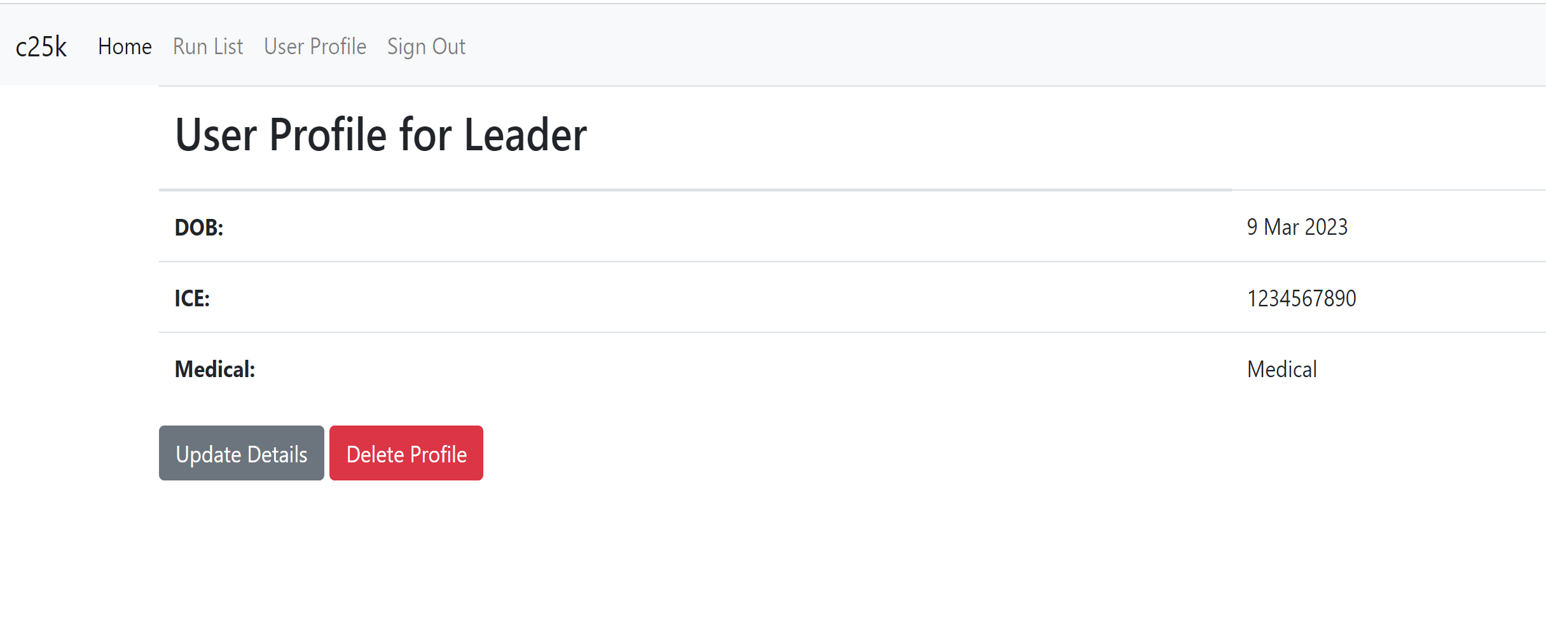 c25k Home Run List User Profile Sign Out
User Profile for Leader
DOB: 9 Mar 2023
ICE: 1234567890
Medical: Medical
Update Details Delete Profile